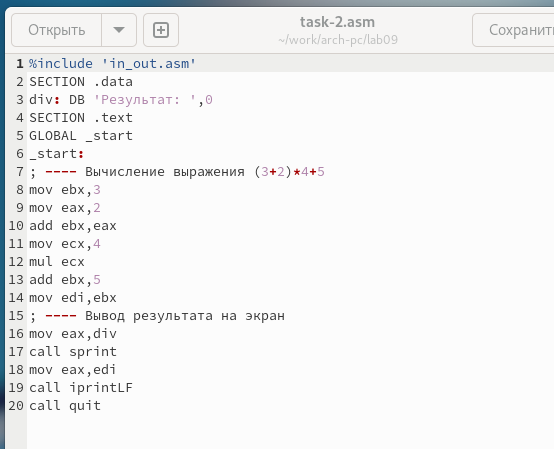 Открыть
task-2.asm
~/work/arch-pc/lab09
1 %include 'in_out.asm'
2 SECTION .data
3 div: DB 'Результат: ',0
4 SECTION .text
5 GLOBAL _start
6 _start:
7 ; ---- Вычисление выражения (3+2)*4+5
8 mov ebx,3
9 mov eax,2
10 add ebx,eax
11 mov ecx,4
12 mul ecx
13 add ebx,5
14 mov edi,ebx
15 ; ---- Вывод результата на экран
16 mov eax,div
17 call sprint
18 mov eax,edi
19 call iprintLF
20 call quit